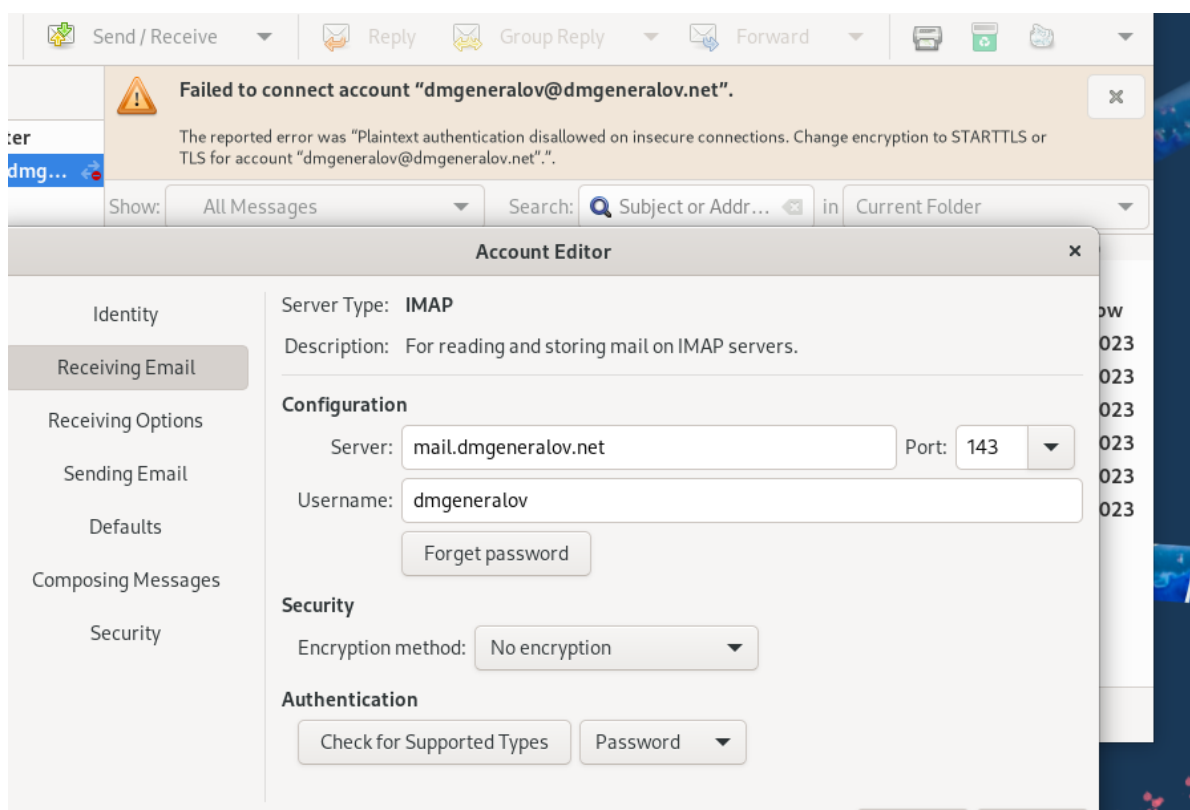 Send / Receive Reply Group Reply Forward
Failed to connect account “dmgeneralov@dmgeneralov.net”.
The reported error was “Plaintext authentication disallowed on insecure connections. Change encryption to STARTTLS or
TLS for account “dmgeneralov@dmgeneralov.net”.”.
dmg...
Show: All Messages Search: Subject or Addr... in Current Folder
Account Editor
Identity
Receiving Email
Receiving Options
Sending Email
Defaults
Composing Messages
Security
Server Type: IMAP
Description: For reading and storing mail on IMAP servers.
Configuration
Server: mail.dmgeneralov.net Port: 143
Username: dmgeneralov
Forget password
Security
Encryption method: No encryption
Authentication
Check for Supported Types Password
023
023
023
023
023
023